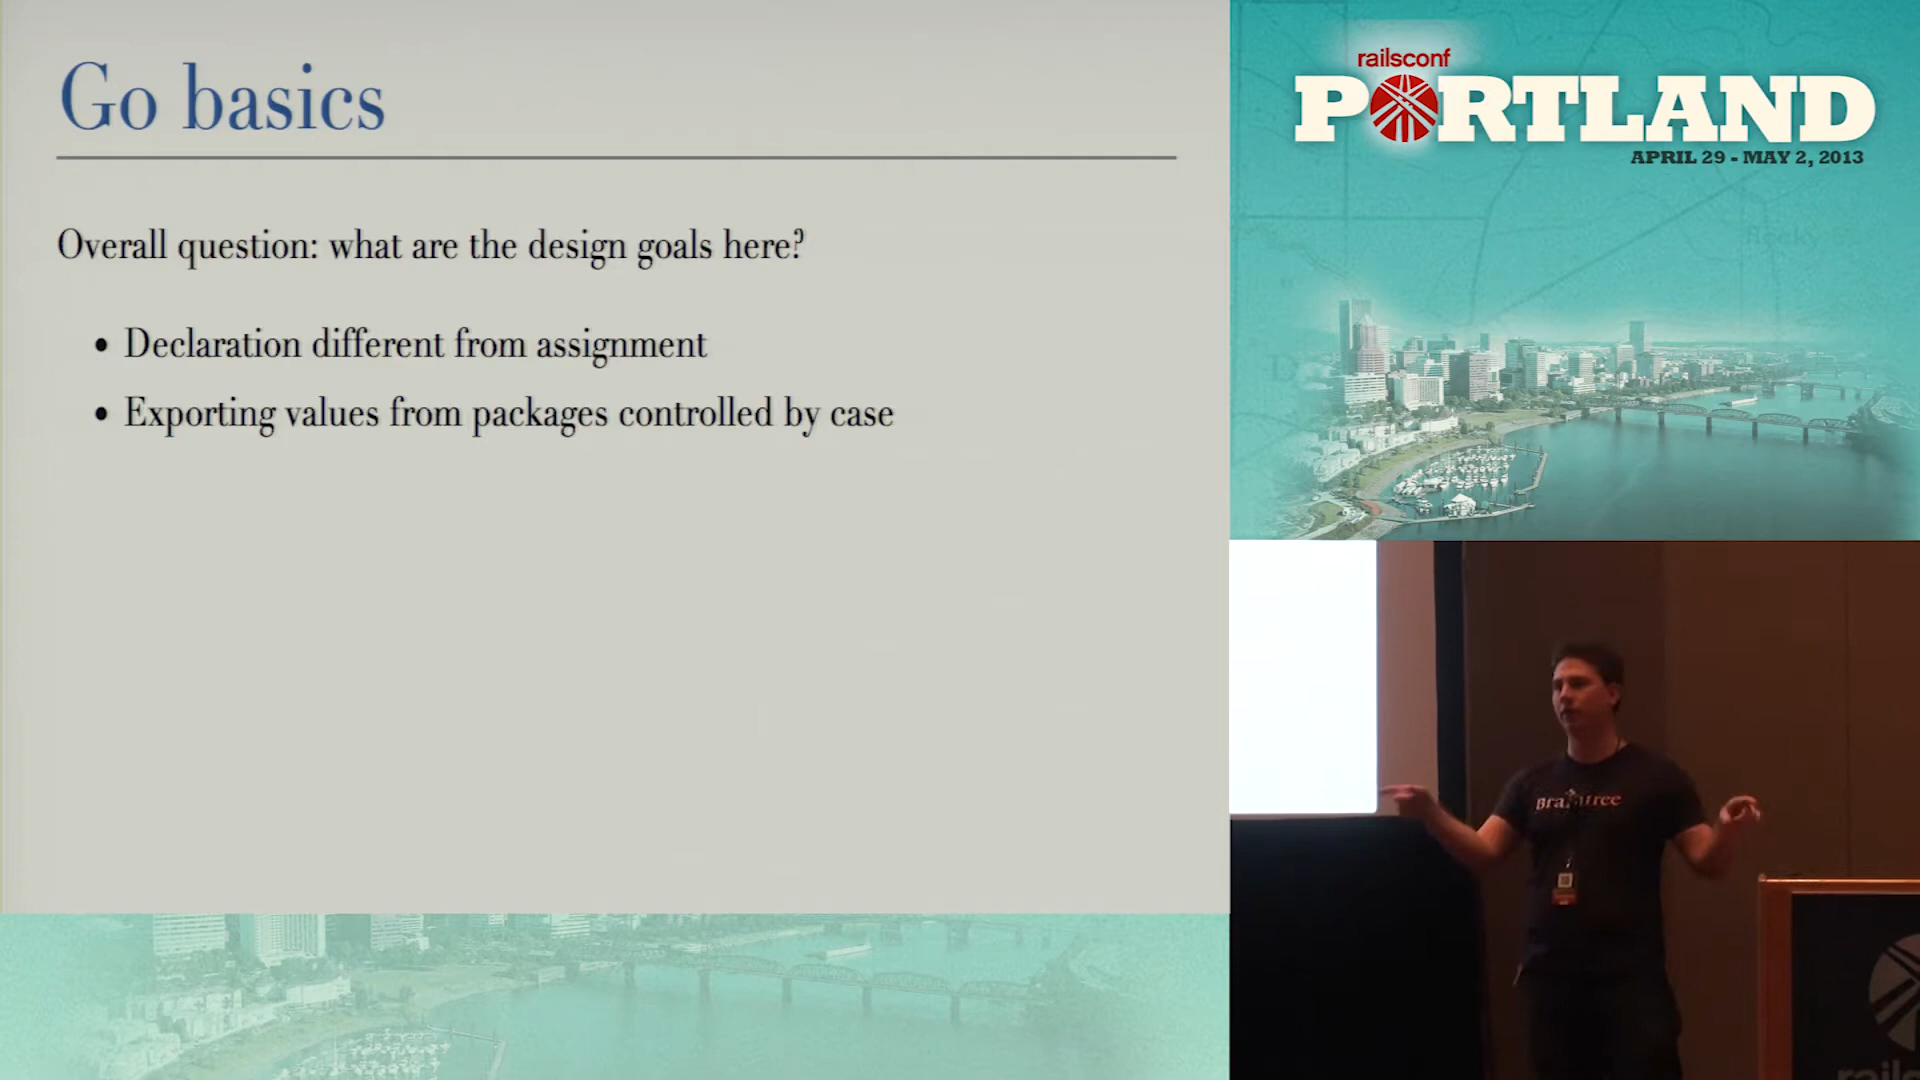 Go basics
Overall question: what are the design goals here?
• Declaration different from assignment
• Exporting values from packages controlled by case
railsconf
PORTLAND
APRIL 29 - MAY 2, 2013
Braintree